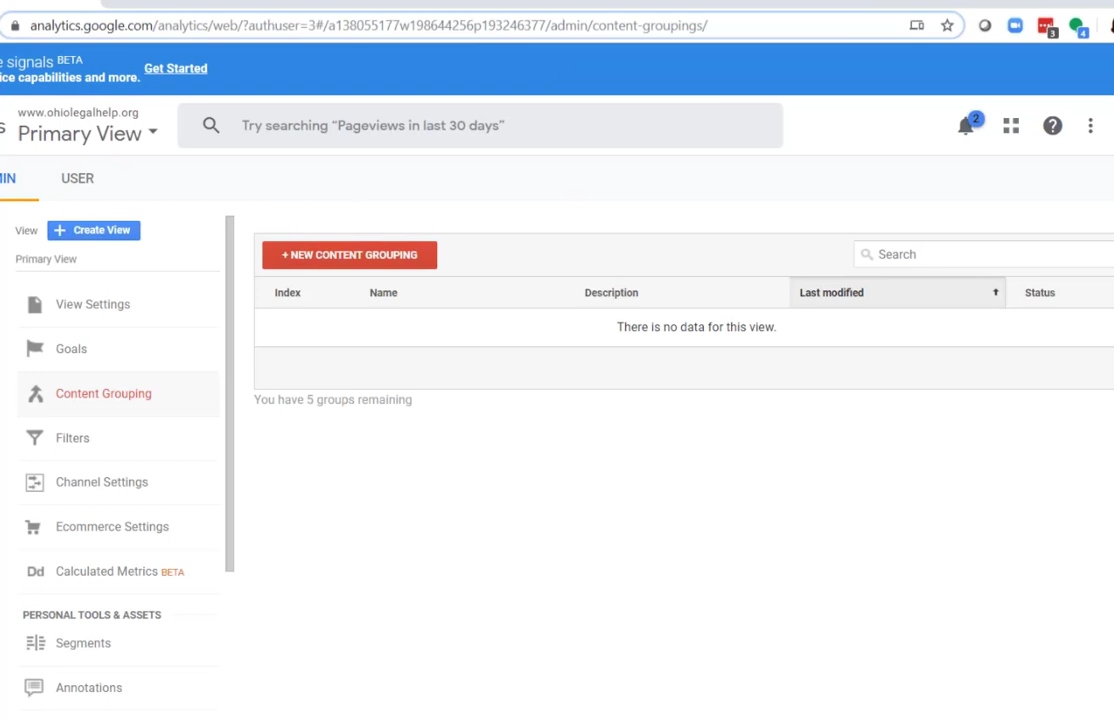 analytics.google.com/analytics/web/?authuser=3#/a138055177w198644256p193246377/admin/content-groupings/
3
4
signals BETA
ice capabilities and more. Get Started
www.ohiolegalhelp.org
Primary View
Try searching “Pageviews in last 30 days”
2
?
USER
View
+ Create View
Primary View
View Settings
Goals
Content Grouping
Filters
Channel Settings
Ecommerce Settings
Dd Calculated Metrics BETA
PERSONAL TOOLS & ASSETS
Segments
Annotations
+ NEW CONTENT GROUPING
Search
Index Name Description Last modified Status
There is no data for this view.
You have 5 groups remaining